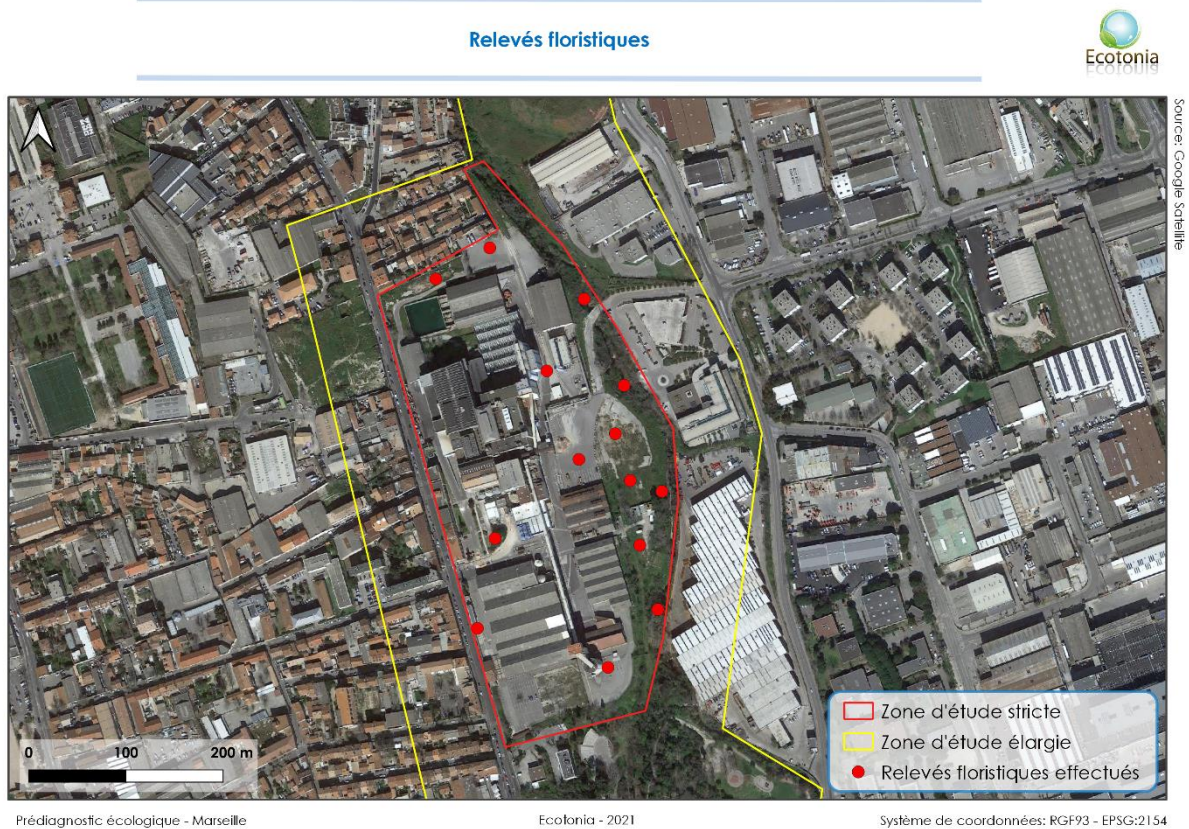 Relevés floristiques
Ecotonia
Source: Google Satellite
Zone d'étude stricte
Zone d'étude élargie
Relevés floristiques effectués
0 100 200 m
Prédiagnostic écologique - Marseille
Ecotonia - 2021
Système de coordonnées: RGF93 - EPSG:2154